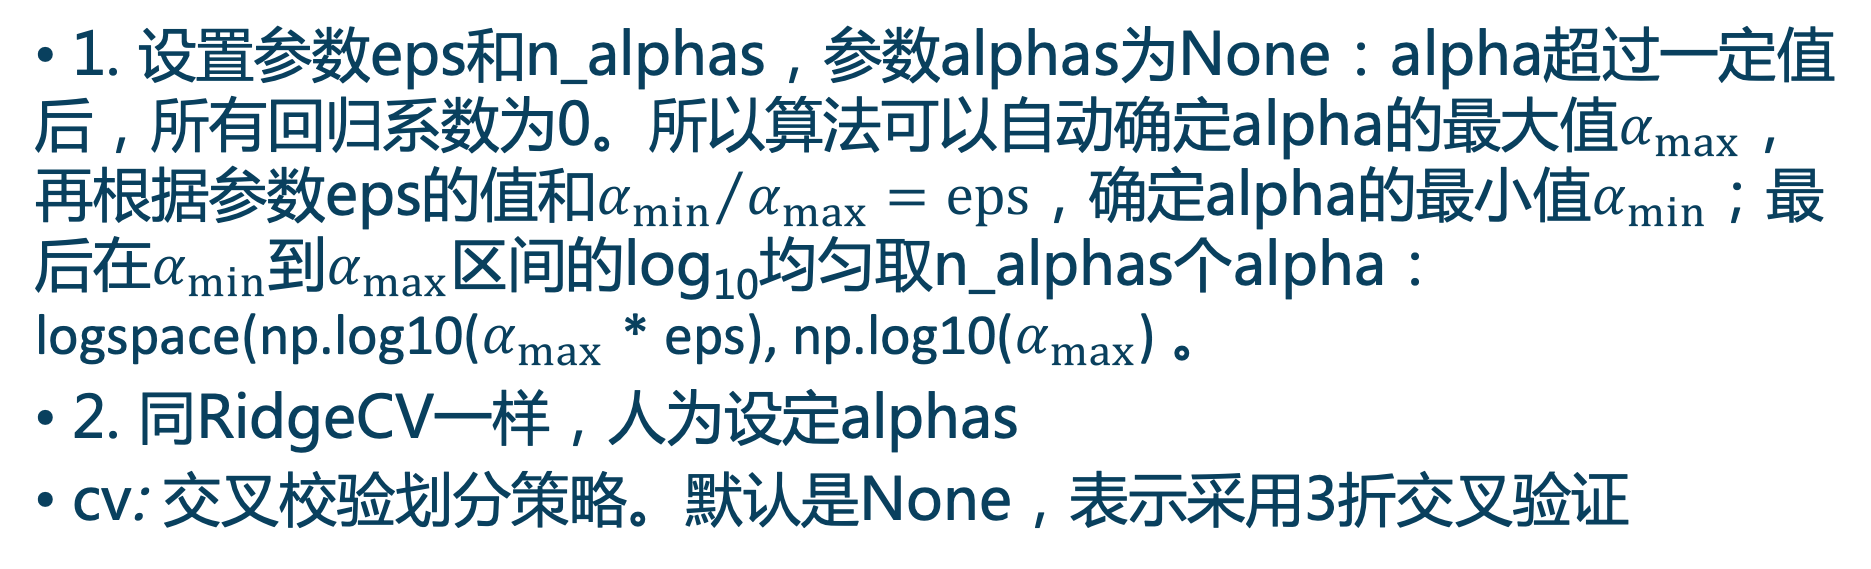 • 1. 设置参数eps和n_alphas，参数alphas为None：alpha超过一定值
后，所有回归系数为0。所以算法可以自动确定alpha的最大值α_max，
再根据参数eps的值和α_min/α_max = eps，确定alpha的最小值α_min；最
后在α_min到α_max区间的log₁₀均匀取n_alphas个alpha：
logspace(np.log10(α_max * eps), np.log10(α_max) 。
• 2. 同RidgeCV一样，人为设定alphas
• cv: 交叉校验划分策略。默认是None，表示采用3折交叉验证